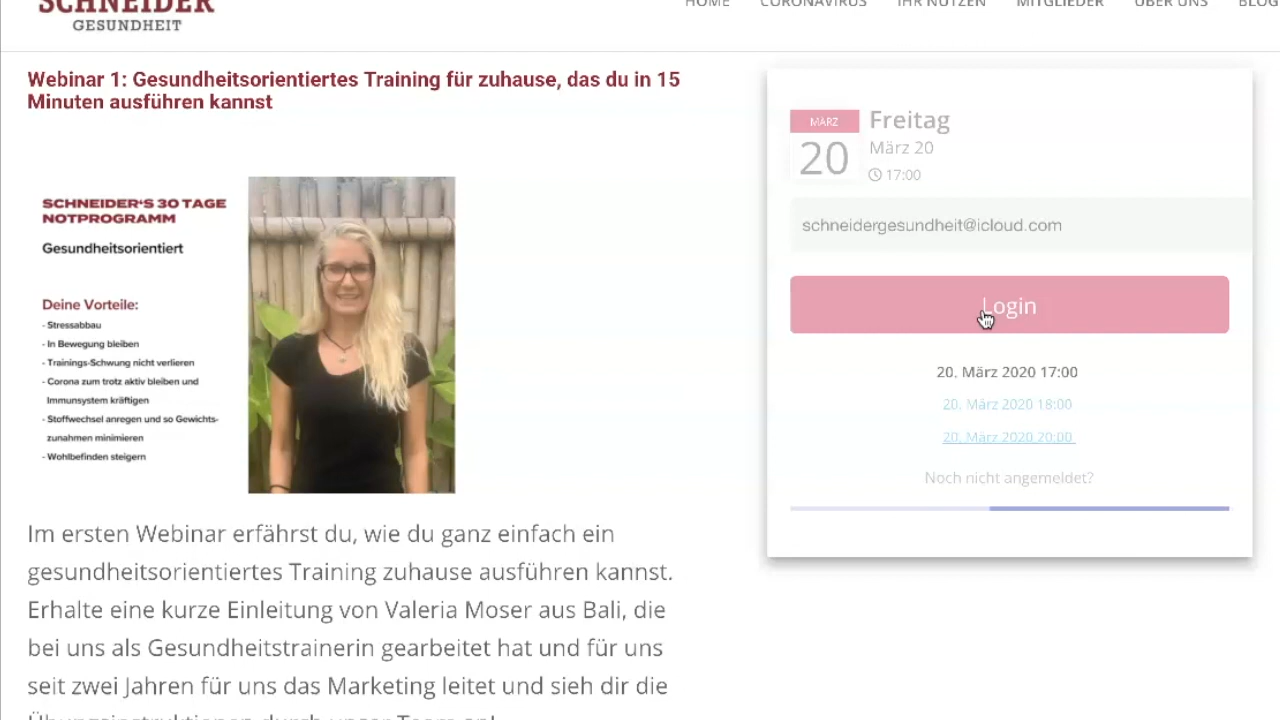 SCHNEIDER
GESUNDHEIT
HOME CORONAVIRUS IHR NUTZEN MITGLIEDER ÜBER UNS BLOG
Webinar 1: Gesundheitsorientiertes Training für zuhause, das du in 15
Minuten ausführen kannst
SCHNEIDER'S 30 TAGE
NOTPROGRAMM
Gesundheitsorientiert
Deine Vorteile:
- Stressabbau
- In Bewegung bleiben
- Trainings-Schwung nicht verlieren
- Corona zum trotz aktiv bleiben und
Immunsystem kräftigen
- Stoffwechsel anregen und so Gewichts-
zunahmen minimieren
- Wohlbefinden steigern
Im ersten Webinar erfährst du, wie du ganz einfach ein
gesundheitsorientiertes Training zuhause ausführen kannst.
Erhalte eine kurze Einleitung von Valeria Moser aus Bali, die
bei uns als Gesundheitstrainerin gearbeitet hat und für uns
seit zwei Jahren für uns das Marketing leitet und sieh dir die
Übungsinstruktionen durch unser Team an!
MÄRZ
20
Freitag
März 20
17:00
schneidergesundheit@icloud.com
Login
20. März 2020 17:00
20. März 2020 18:00
20. März 2020 20:00
Noch nicht angemeldet?